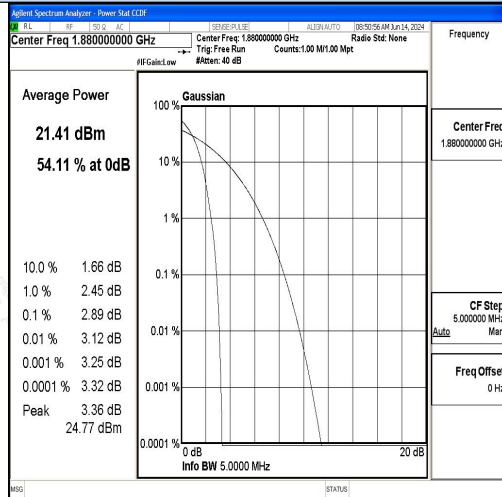 Agilent Spectrum Analyzer - Power Stat CCDF
RL RF 50 Ω AC SENSE:PULSE ALIGN AUTO 08:50:56 AM Jun 14, 2024
Center Freq 1.880000000 GHz
Center Freq: 1.880000000 GHz Radio Std: None
Trig: Free Run Counts:1.00 M/1.00 Mpt
#IFGain:Low #Atten: 40 dB
Frequency
Average Power
21.41 dBm
54.11 % at 0dB
10.0 % 1.66 dB
1.0 % 2.45 dB
0.1 % 2.89 dB
0.01 % 3.12 dB
0.001 % 3.25 dB
0.0001 % 3.32 dB
Peak 3.36 dB
24.77 dBm
Gaussian
100 %
10 %
1 %
0.1 %
0.01 %
0.001 %
0.0001 %
0 dB 20 dB
Info BW 5.0000 MHz
Center Freq
1.880000000 GHz
CF Step
5.000000 MHz
Auto Man
Freq Offset
0 Hz
MSG STATUS